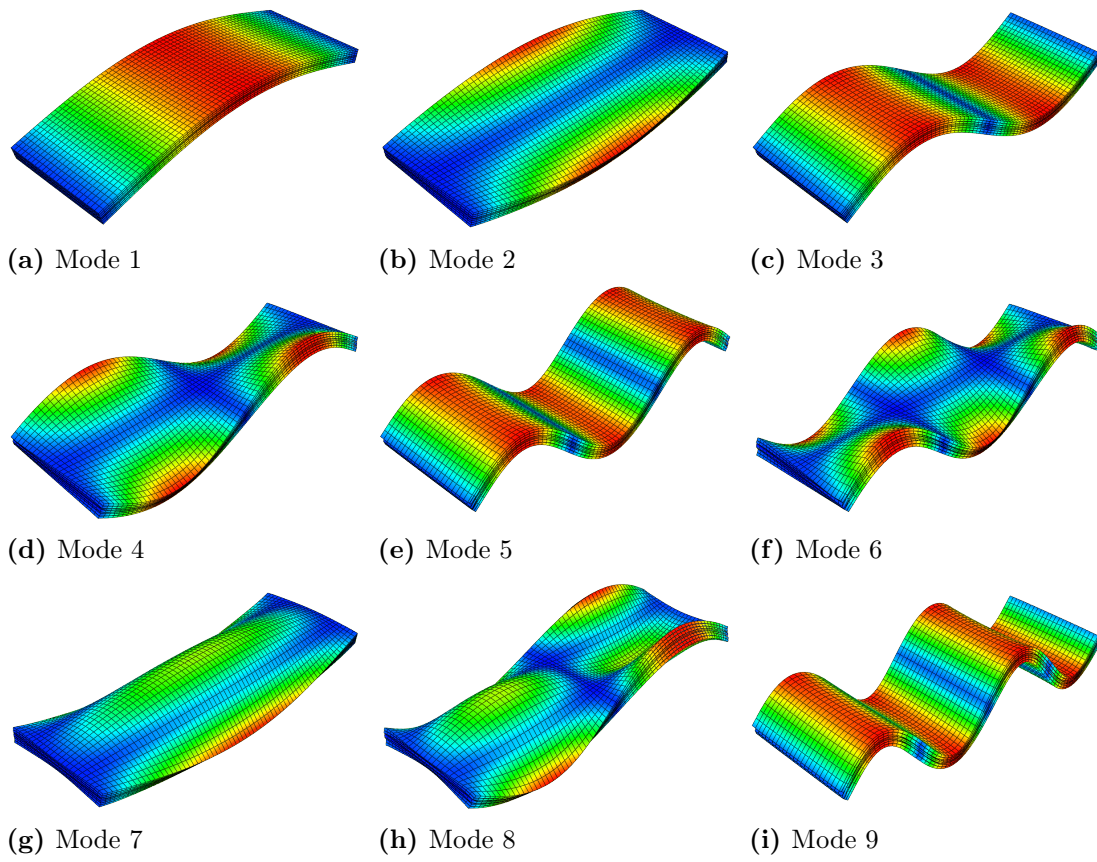 (a) Mode 1
(b) Mode 2
(c) Mode 3
(d) Mode 4
(e) Mode 5
(f) Mode 6
(g) Mode 7
(h) Mode 8
(i) Mode 9